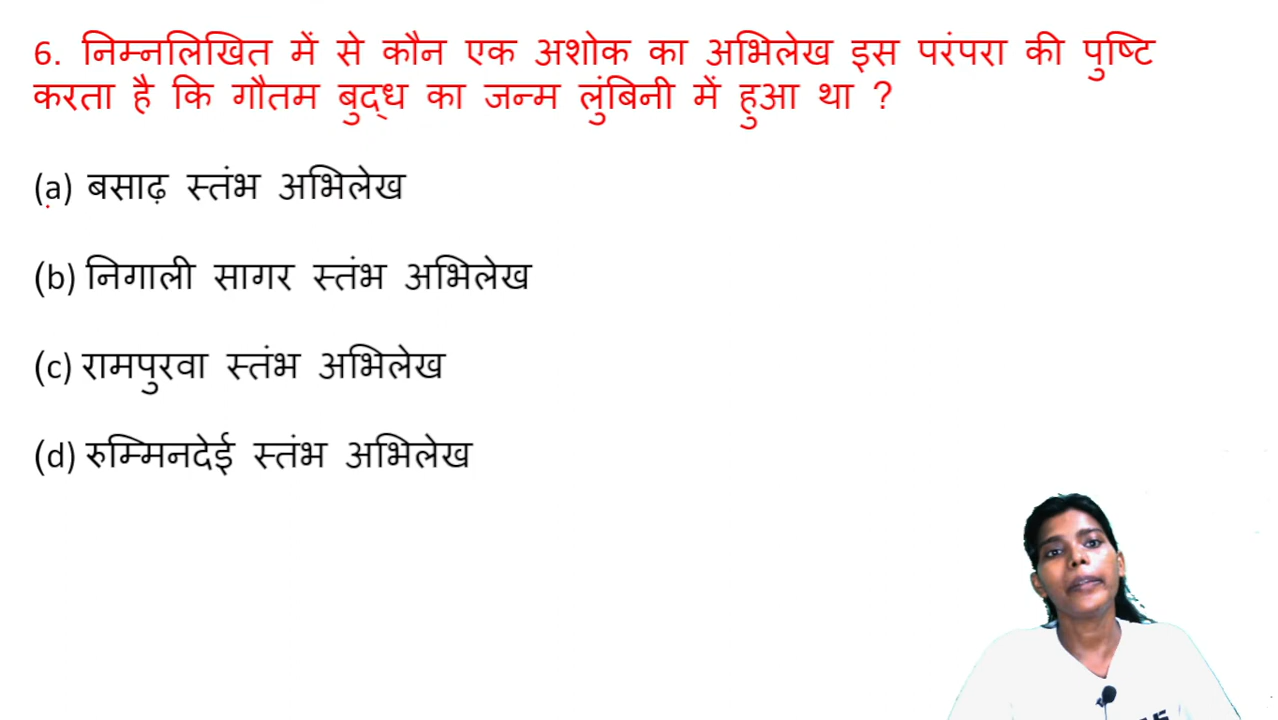 6. निम्नलिखित में से कौन एक अशोक का अभिलेख इस परंपरा की पुष्टि
करता है कि गौतम बुद्ध का जन्म लुंबिनी में हुआ था ?
(a) बसाढ़ स्तंभ अभिलेख
(b) निगाली सागर स्तंभ अभिलेख
(c) रामपुरवा स्तंभ अभिलेख
(d) रुम्मिनदेई स्तंभ अभिलेख